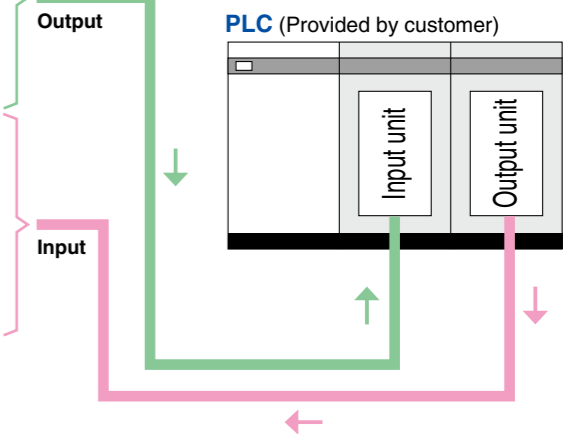 Output
PLC (Provided by customer)
Input unit
Output unit
Input